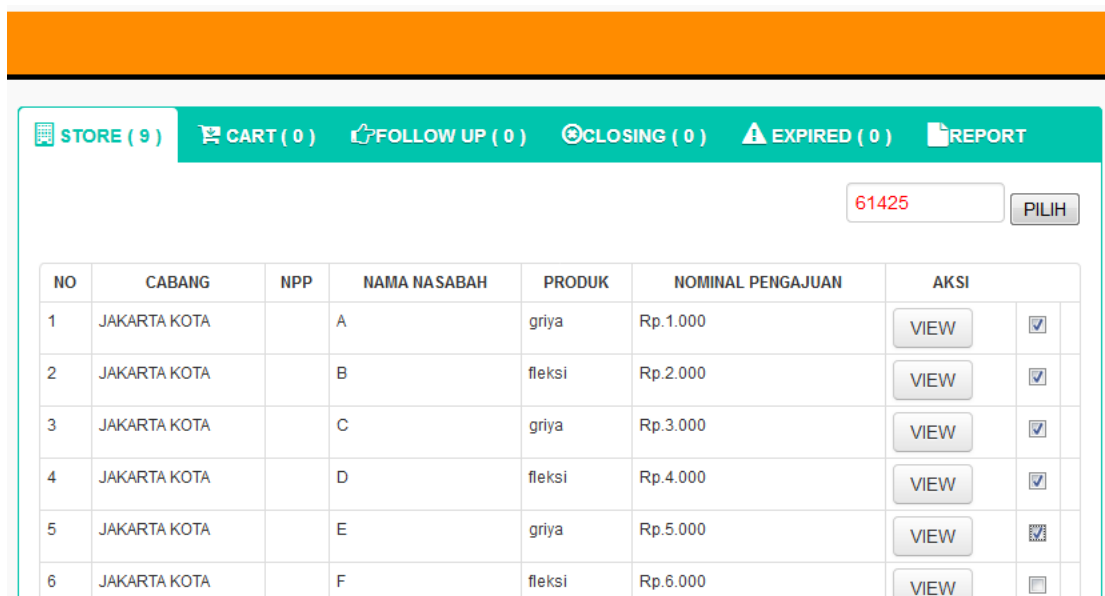 STORE ( 9 ) CART ( 0 ) FOLLOW UP ( 0 ) CLOSING ( 0 ) EXPIRED ( 0 ) REPORT
61425 PILIH
NO CABANG NPP NAMA NASABAH PRODUK NOMINAL PENGAJUAN AKSI
1 JAKARTA KOTA A griya Rp.1.000 VIEW
2 JAKARTA KOTA B fleksi Rp.2.000 VIEW
3 JAKARTA KOTA C griya Rp.3.000 VIEW
4 JAKARTA KOTA D fleksi Rp.4.000 VIEW
5 JAKARTA KOTA E griya Rp.5.000 VIEW
6 JAKARTA KOTA F fleksi Rp.6.000 VIEW